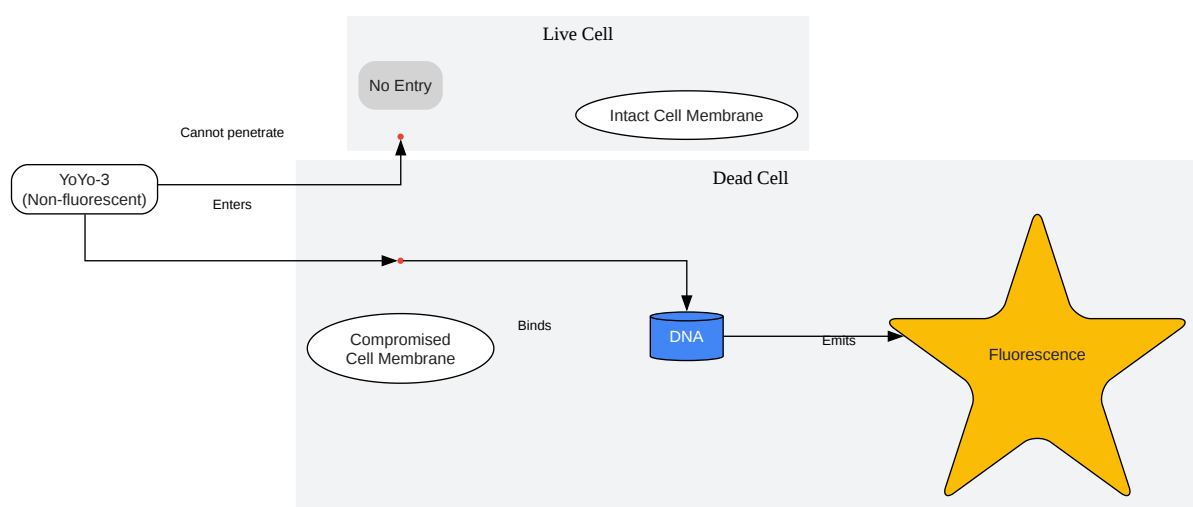 Live Cell
No Entry
Intact Cell Membrane
Cannot penetrate
YoYo-3
(Non-fluorescent)
Enters
Dead Cell
Compromised
Cell Membrane
Binds
DNA
Emits
Fluorescence